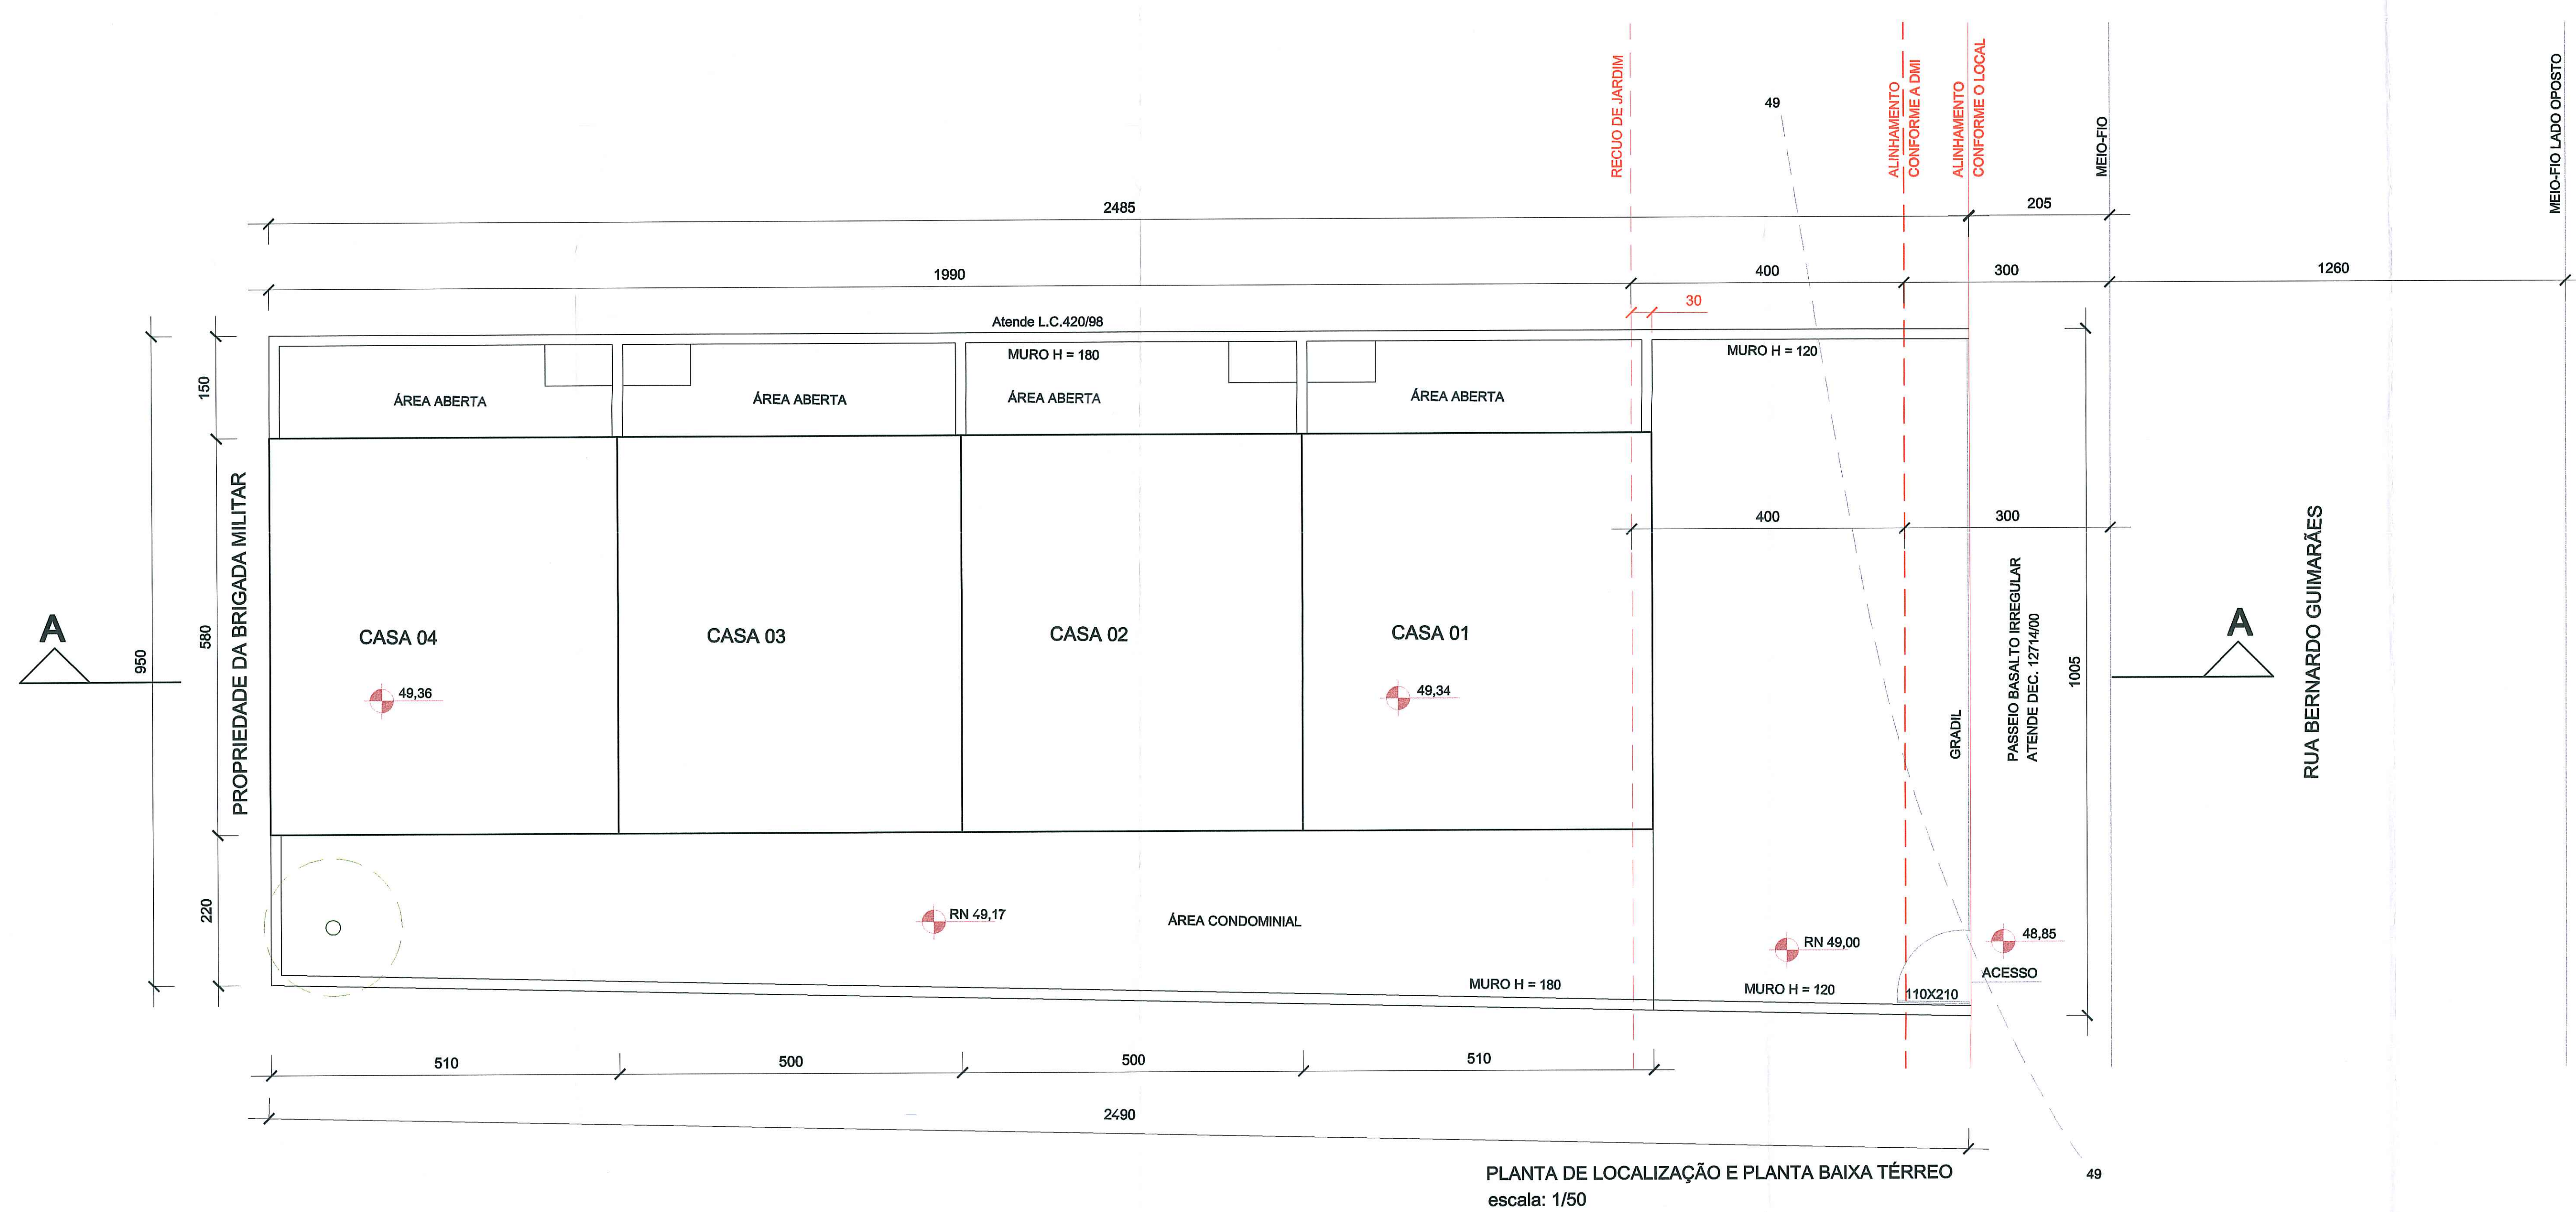 RECUO DE JARDIM
ALINHAMENTO
CONFORME A DMI
ALINHAMENTO
CONFORME O LOCAL
MEIO-FIO
MEIO-FIO LADO OPOSTO
49
2485
205
1990
400
300
1260
30
Atende L.C.420/98
MURO H = 180
MURO H = 120
150
ÁREA ABERTA
ÁREA ABERTA
ÁREA ABERTA
ÁREA ABERTA
400
300
PROPRIEDADE DA BRIGADA MILITAR
A
950
580
CASA 04
CASA 03
CASA 02
CASA 01
49,36
49,34
GRADIL
PASSEIO BASALTO IRREGULAR
ATENDE DEC. 12714/00
1005
A
RUA BERNARDO GUIMARÃES
220
RN 49,17
ÁREA CONDOMINIAL
RN 49,00
48,85
ACESSO
MURO H = 180
MURO H = 120
110X210
510
500
500
510
2490
PLANTA DE LOCALIZAÇÃO E PLANTA BAIXA TÉRREO
escala: 1/50
49